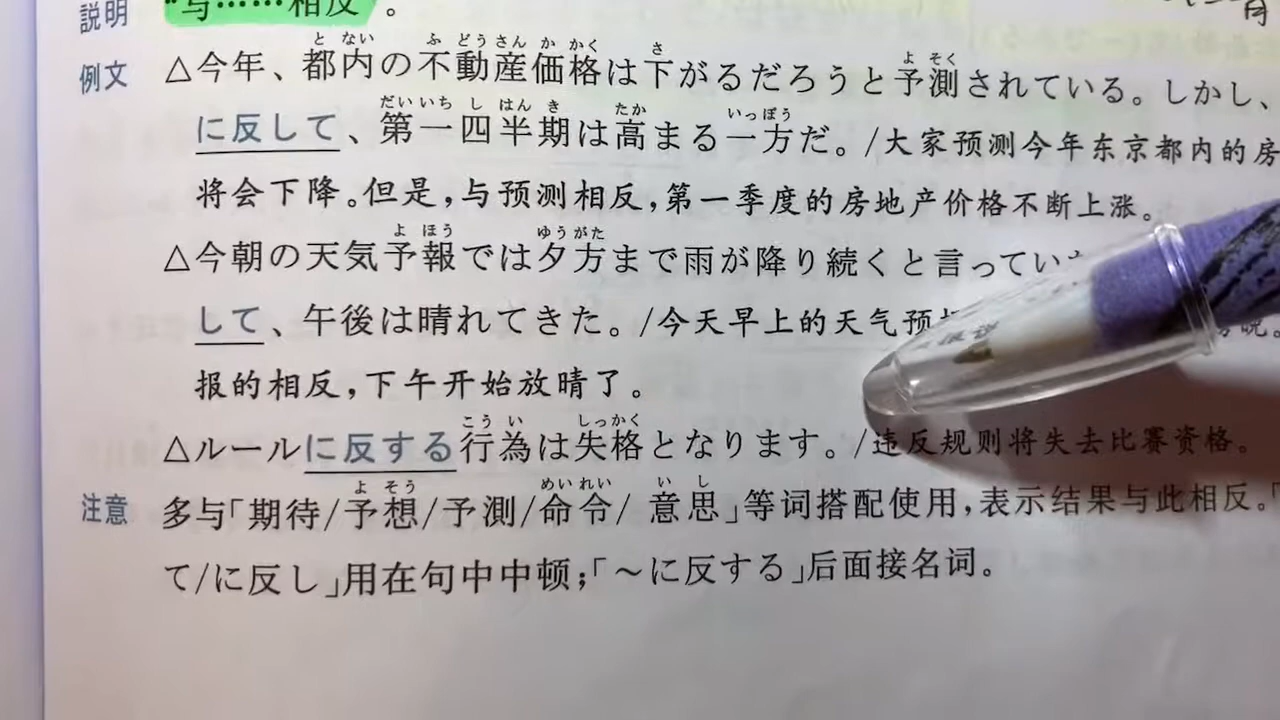 説明 "与……相反"。
例文 △今年、都内の不動産価格は下がるだろうと予測されている。しかし、
に反して、第一四半期は高まる一方だ。/大家预测今年东京都内的房
将会下降。但是,与预测相反,第一季度的房地产价格不断上涨。
△今朝の天気予報では夕方まで雨が降り続くと言ってい
して、午後は晴れてきた。/今天早上的天气预
报的相反,下午开始放晴了。
△ルールに反する行為は失格となります。/违反规则将失去比赛资格。
注意 多与「期待/予想/予測/命令/意思」等词搭配使用,表示结果与此相反。「
て/に反し」用在句中中顿;「~に反する」后面接名词。